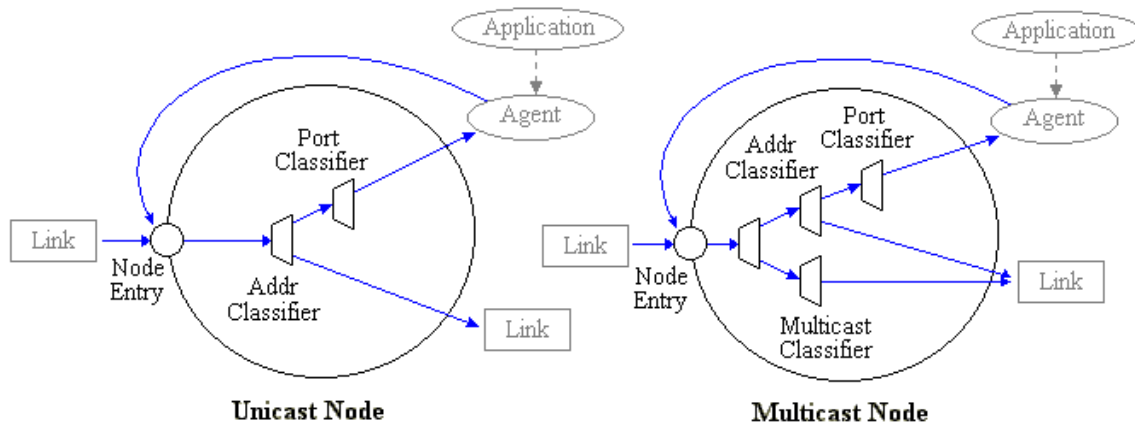 Application
Agent
Port
Classifier
Link
Node
Entry
Addr
Classifier
Link
Unicast Node
Application
Agent
Port
Classifier
Addr
Classifier
Link
Node
Entry
Link
Multicast
Classifier
Multicast Node